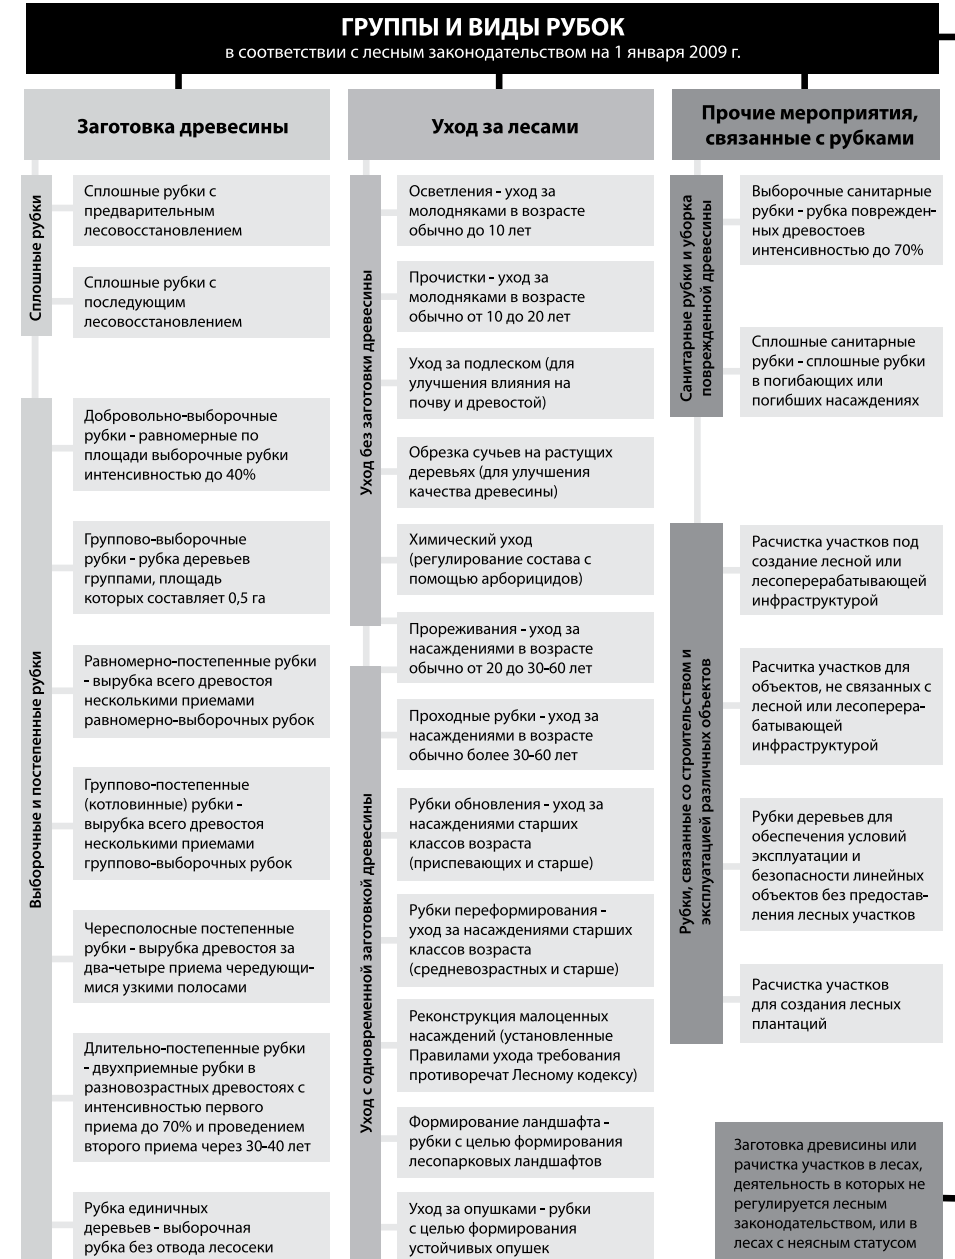 ГРУППЫ И ВИДЫ РУБОК
в соответствии с лесным законодательством на 1 января 2009 г.
Заготовка древесины
Сплошные рубки
Сплошные рубки с
предварительным
лесовосстановлением
Сплошные рубки с
последующим
лесовосстановлением
Выборочные и постепенные рубки
Добровольно-выборочные
рубки - равномерные по
площади выборочные рубки
интенсивностью до 40%
Группово-выборочные
рубки - рубка деревьев
группами, площадь
которых составляет 0,5 га
Равномерно-постепенные рубки
- вырубка всего древостоя
несколькими приемами
равномерно-выборочных рубок
Группово-постепенные
(котловинные) рубки -
вырубка всего древостоя
несколькими приемами
группово-выборочных рубок
Чересполосные постепенные
рубки - вырубка древостоя за
два-четыре приема чередующи-
мися узкими полосами
Длительно-постепенные рубки
- двухприемные рубки в
разновозрастных древостоях с
интенсивностью первого
приема до 70% и проведением
второго приема через 30-40 лет
Рубка единичных
деревьев - выборочная
рубка без отвода лесосеки
Уход за лесами
Уход без заготовки древесины
Осветления - уход за
молодняками в возрасте
обычно до 10 лет
Прочистки - уход за
молодняками в возрасте
обычно от 10 до 20 лет
Уход за подлеском (для
улучшения влияния на
почву и древостой)
Обрезка сучьев на растущих
деревьях (для улучшения
качества древесины)
Химический уход
(регулирование состава с
помощью арборицидов)
Уход с одновременной заготовкой древесины
Прореживания - уход за
насаждениями в возрасте
обычно от 20 до 30-60 лет
Проходные рубки - уход за
насаждениями в возрасте
обычно более 30-60 лет
Рубки обновления - уход за
насаждениями старших
классов возраста
(приспевающих и старше)
Рубки переформирования -
уход за насаждениями старших
классов возраста
(средневозрастных и старше)
Реконструкция малоценных
насаждений (установленные
Правилами ухода требования
противоречат Лесному кодексу)
Формирование ландшафта -
рубки с целью формирования
лесопарковых ландшафтов
Уход за опушками - рубки
с целью формирования
устойчивых опушек
Прочие мероприятия,
связанные с рубками
Санитарные рубки и уборка
поврежденной древесины
Выборочные санитарные
рубки - рубка поврежден-
ных древостоев
интенсивностью до 70%
Сплошные санитарные
рубки - сплошные рубки
в погибающих или
погибших насаждениях
Рубки, связанные со строительством и
эксплуатацией различных объектов
Расчистка участков под
создание лесной или
лесоперерабатывающей
инфраструктурой
Расчитка участков для
объектов, не связанных с
лесной или лесоперера-
батывающей
инфраструктурой
Рубки деревьев для
обеспечения условий
эксплуатации и
безопасности линейных
объектов без предостав-
ления лесных участков
Расчистка участков
для создания лесных
плантаций
Заготовка древисины или
рачистка участков в лесах,
деятельность в которых не
регулируется лесным
законодательством, или в
лесах с неясным статусом